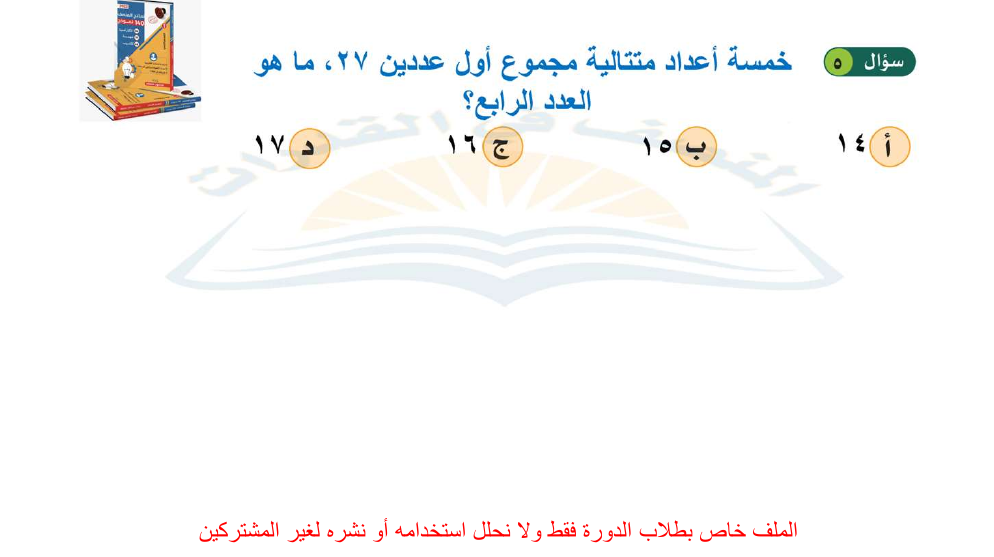 سؤال ٥
خمسة أعداد متتالية مجموع أول عددين ٢٧، ما هو
العدد الرابع؟
أ ١٤
ب ١٥
ج ١٦
د ١٧
الملف خاص بطلاب الدورة فقط ولا نحلل استخدامه أو نشره لغير المشتركين